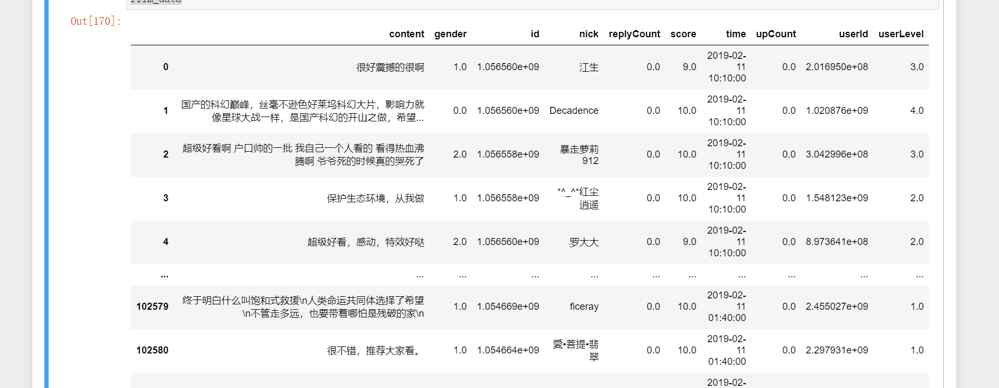 film_data
Out[170]:
content gender id nick replyCount score time upCount userId userLevel
0 很好震撼的很啊 1.0 1.056560e+09 江生 0.0 9.0 2019-02-11 10:10:00 0.0 2.016950e+08 3.0
1 国产的科幻巅峰，丝毫不逊色好莱坞科幻大片，影响力就像星球大战一样，是国产科幻的开山之做，希望... 0.0 1.056560e+09 Decadence 0.0 10.0 2019-02-11 10:10:00 0.0 1.020876e+09 4.0
2 超级好看啊 户口帅的一批 我自己一个人看的 看得热血沸腾啊 爷爷死的时候真的哭死了 2.0 1.056558e+09 暴走萝莉912 0.0 10.0 2019-02-11 10:10:00 0.0 3.042996e+08 3.0
3 保护生态环境，从我做 1.0 1.056558e+09 *^_^*红尘逍遥 0.0 10.0 2019-02-11 10:10:00 0.0 1.548123e+09 2.0
4 超级好看，感动，特效好哒 2.0 1.056560e+09 罗大大 0.0 9.0 2019-02-11 10:10:00 0.0 8.973641e+08 2.0
... ... ... ... ... ... ... ... ... ... ...
102579 终于明白什么叫饱和式救援\n人类命运共同体选择了希望\n不管走多远，也要带着哪怕是残破的家\n 1.0 1.054669e+09 ficeray 0.0 10.0 2019-02-11 01:40:00 0.0 2.455027e+09 1.0
102580 很不错，推荐大家看。 1.0 1.054664e+09 愛•菩提•翡翠 0.0 10.0 2019-02-11 01:40:00 0.0 2.297931e+09 1.0
2019-02-